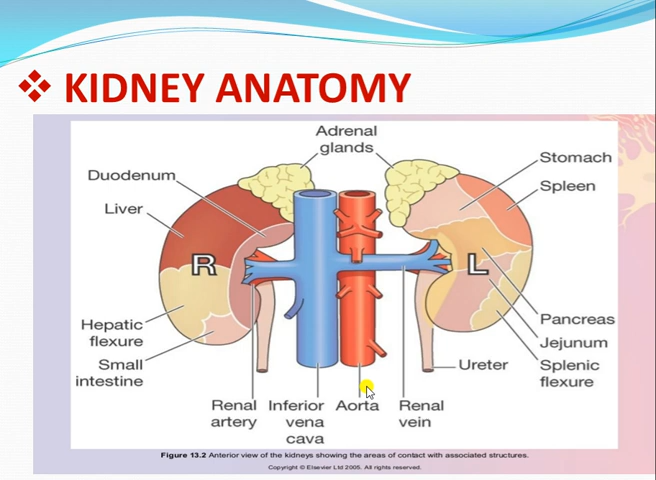 ❖ KIDNEY ANATOMY
Adrenal
glands
Duodenum
Stomach
Spleen
Liver
R
L
Hepatic
flexure
Small
intestine
Pancreas
Jejunum
Splenic
flexure
Ureter
Renal
artery
Inferior
vena
cava
Aorta
Renal
vein
Figure 13.2 Anterior view of the kidneys showing the areas of contact with associated structures.
Copyright © Elsevier Ltd 2005. All rights reserved.